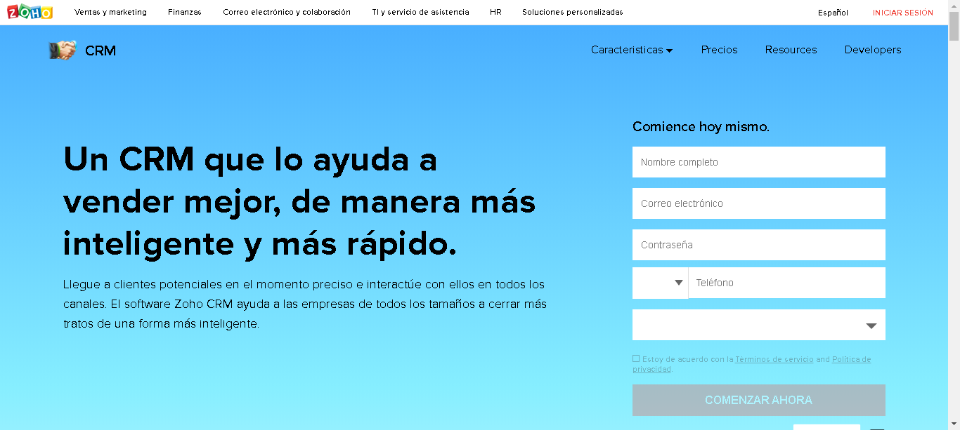 ZOHO
Ventas y marketing
Finanzas
Correo electrónico y colaboración
TI y servicio de asistencia
HR
Soluciones personalizadas
Español
INICIAR SESIÓN
CRM
Características
Precios
Resources
Developers
Un CRM que lo ayuda a
vender mejor, de manera más
inteligente y más rápido.
Llegue a clientes potenciales en el momento preciso e interactúe con ellos en todos los
canales. El software Zoho CRM ayuda a las empresas de todos los tamaños a cerrar más
tratos de una forma más inteligente.
Comience hoy mismo.
Nombre completo
Correo electrónico
Contraseña
Teléfono
Estoy de acuerdo con la Términos de servicio and Política de
privacidad.
COMENZAR AHORA